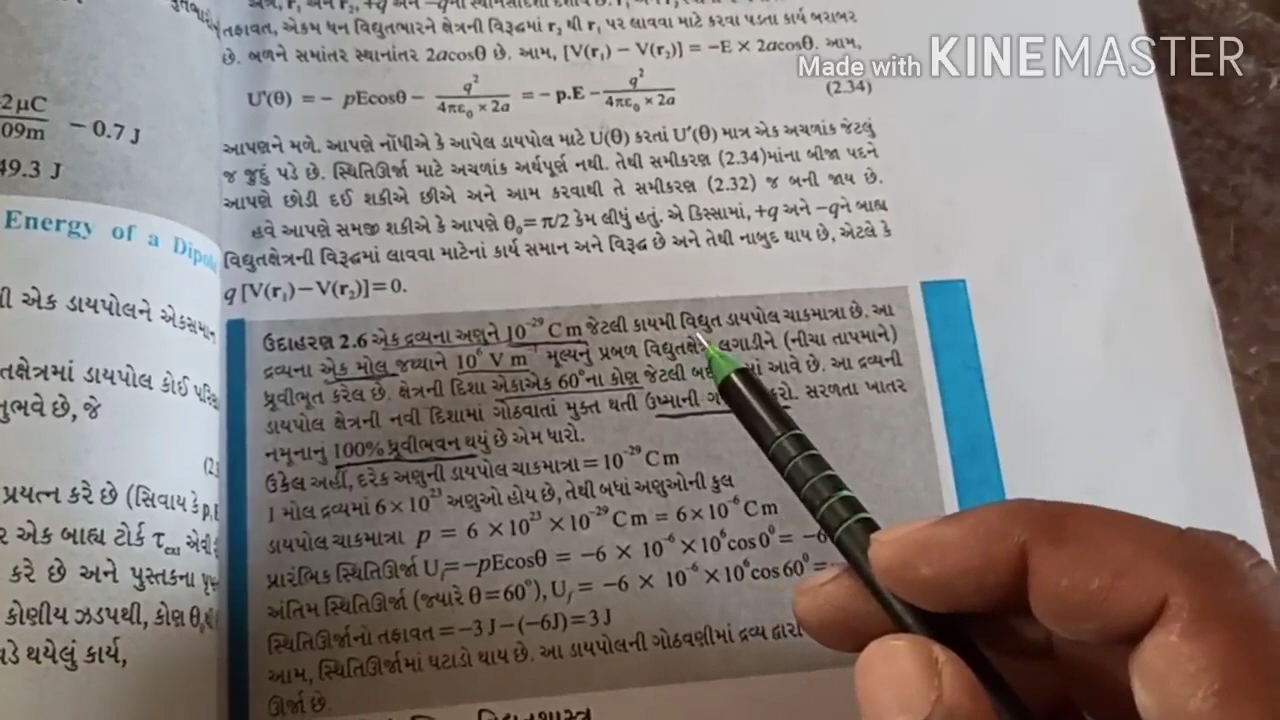 Made with KINEMASTER
તફાવત, એકમ ધન વિદ્યુતભારને ક્ષેત્રની વિરૂદ્ધમાં r₂ થી r₁ પર લાવવા માટે કરવા પડતા કાર્ય બરાબર
છે. બળને સમાંતર સ્થાનાંતર 2acosθ છે. આમ, [V(r₁) − V(r₂)] = −E × 2acosθ. આમ,
U′(θ) = − pEcosθ − q²/4πε₀ × 2a = − p.E − q²/4πε₀ × 2a (2.34)
આપણને મળે. આપણે નોંધીએ કે આપેલ ડાયપોલ માટે U(θ) કરતાં U′(θ) માત્ર એક અચળાંક જેટલું
જ જુદું પડે છે. સ્થિતિઊર્જા માટે અચળાંક અર્થપૂર્ણ નથી. તેથી સમીકરણ (2.34)માંના બીજા પદને
આપણે છોડી દઈ શકીએ છીએ અને આમ કરવાથી તે સમીકરણ (2.32) જ બની જાય છે.
હવે આપણે સમજી શકીએ કે આપણે θ₀ = π/2 કેમ લીધું હતું. એ કિસ્સામાં, +q અને −qને બાહ્ય
વિદ્યુતક્ષેત્રની વિરૂદ્ધમાં લાવવા માટેનાં કાર્ય સમાન અને વિરૂદ્ધ છે અને તેથી નાબુદ થાય છે, એટલે કે
q [V(r₁) − V(r₂)] = 0.
ઉદાહરણ 2.6 એક દ્રવ્યના અણુને 10⁻²⁹ C m જેટલી કાયમી વિદ્યુત ડાયપોલ ચાકમાત્રા છે. આ
દ્રવ્યના એક મોલ જથ્થાને 10⁶ V m⁻¹ મૂલ્યનું પ્રબળ વિદ્યુતક્ષેત્ર લગાડીને (નીચા તાપમાને)
ધ્રૂવીભૂત કરેલ છે. ક્ષેત્રની દિશા એકાએક 60°ના કોણ જેટલી આવે છે. આ દ્રવ્યની
ડાયપોલ ક્ષેત્રની નવી દિશામાં ગોઠવાતાં મુક્ત થતી ઉષ્માની કરો. સરળતા ખાતર
નમૂનાનું 100% ધ્રૂવીભવન થયું છે એમ ધારો.
ઉકેલ અહીં, દરેક અણુની ડાયપોલ ચાકમાત્રા = 10⁻²⁹ C m
1 મોલ દ્રવ્યમાં 6 × 10²³ અણુઓ હોય છે, તેથી બધાં અણુઓની કુલ
ડાયપોલ ચાકમાત્રા p = 6 × 10²³ × 10⁻²⁹ C m = 6 × 10⁻⁶ C m
પ્રારંભિક સ્થિતિઊર્જા Uᵢ = −pEcosθ = −6 × 10⁻⁶ × 10⁶ cos 0° = −6
અંતિમ સ્થિતિઊર્જા (જ્યારે θ = 60°), U_f = −6 × 10⁻⁶ × 10⁶ cos 60° =
સ્થિતિઊર્જાનો તફાવત = −3 J − (−6J) = 3 J
આમ, સ્થિતિઊર્જામાં ઘટાડો થાય છે. આ ડાયપોલની ગોઠવણીમાં દ્રવ્ય દ્વારા
ઊર્જા છે.
2 μC
09m − 0.7 J
49.3 J
Energy of a
એક ડાયપોલને એકસમાન
ડાયપોલ કોઈ
ભવે છે, જે
પ્રયત્ન કરે છે (સિવાય કે
એક બાહ્ય ટોર્ક
કરે છે અને પુસ્તકના
કોણીય ઝડપથી, કોણ
થયેલું કાર્ય,